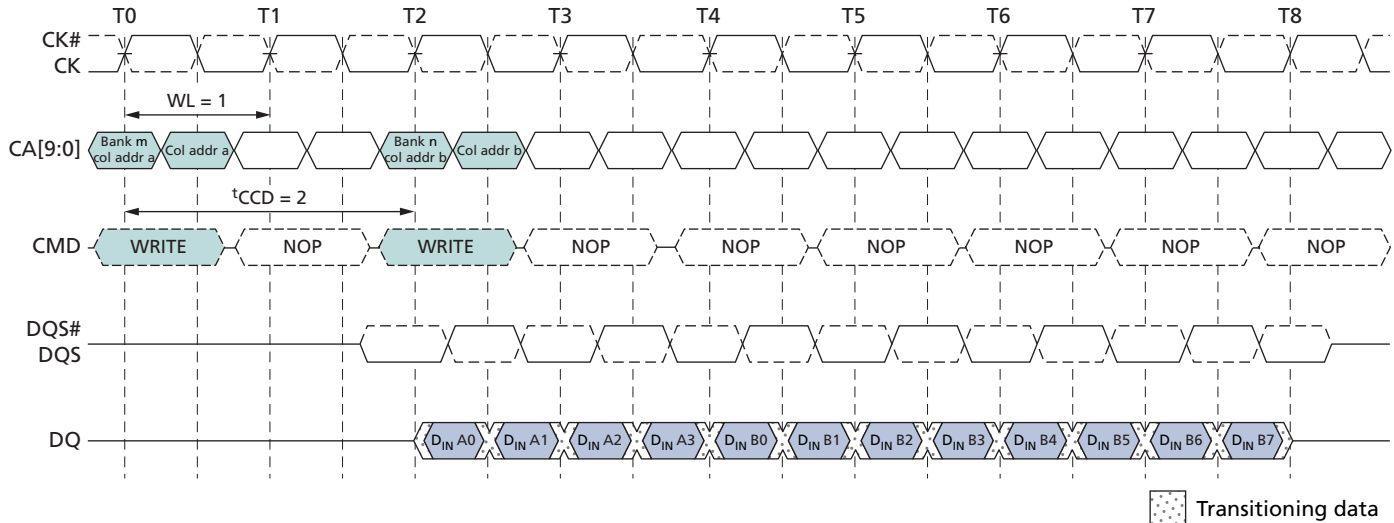 T0 T1 T2 T3 T4 T5 T6 T7 T8
CK#
CK
WL = 1
CA[9:0]
Bank m
col addr a
Col addr a
Bank n
col addr b
Col addr b
tCCD = 2
CMD WRITE NOP WRITE NOP NOP NOP NOP NOP NOP
DQS#
DQS
DQ DIN A0 DIN A1 DIN A2 DIN A3 DIN B0 DIN B1 DIN B2 DIN B3 DIN B4 DIN B5 DIN B6 DIN B7
Transitioning data